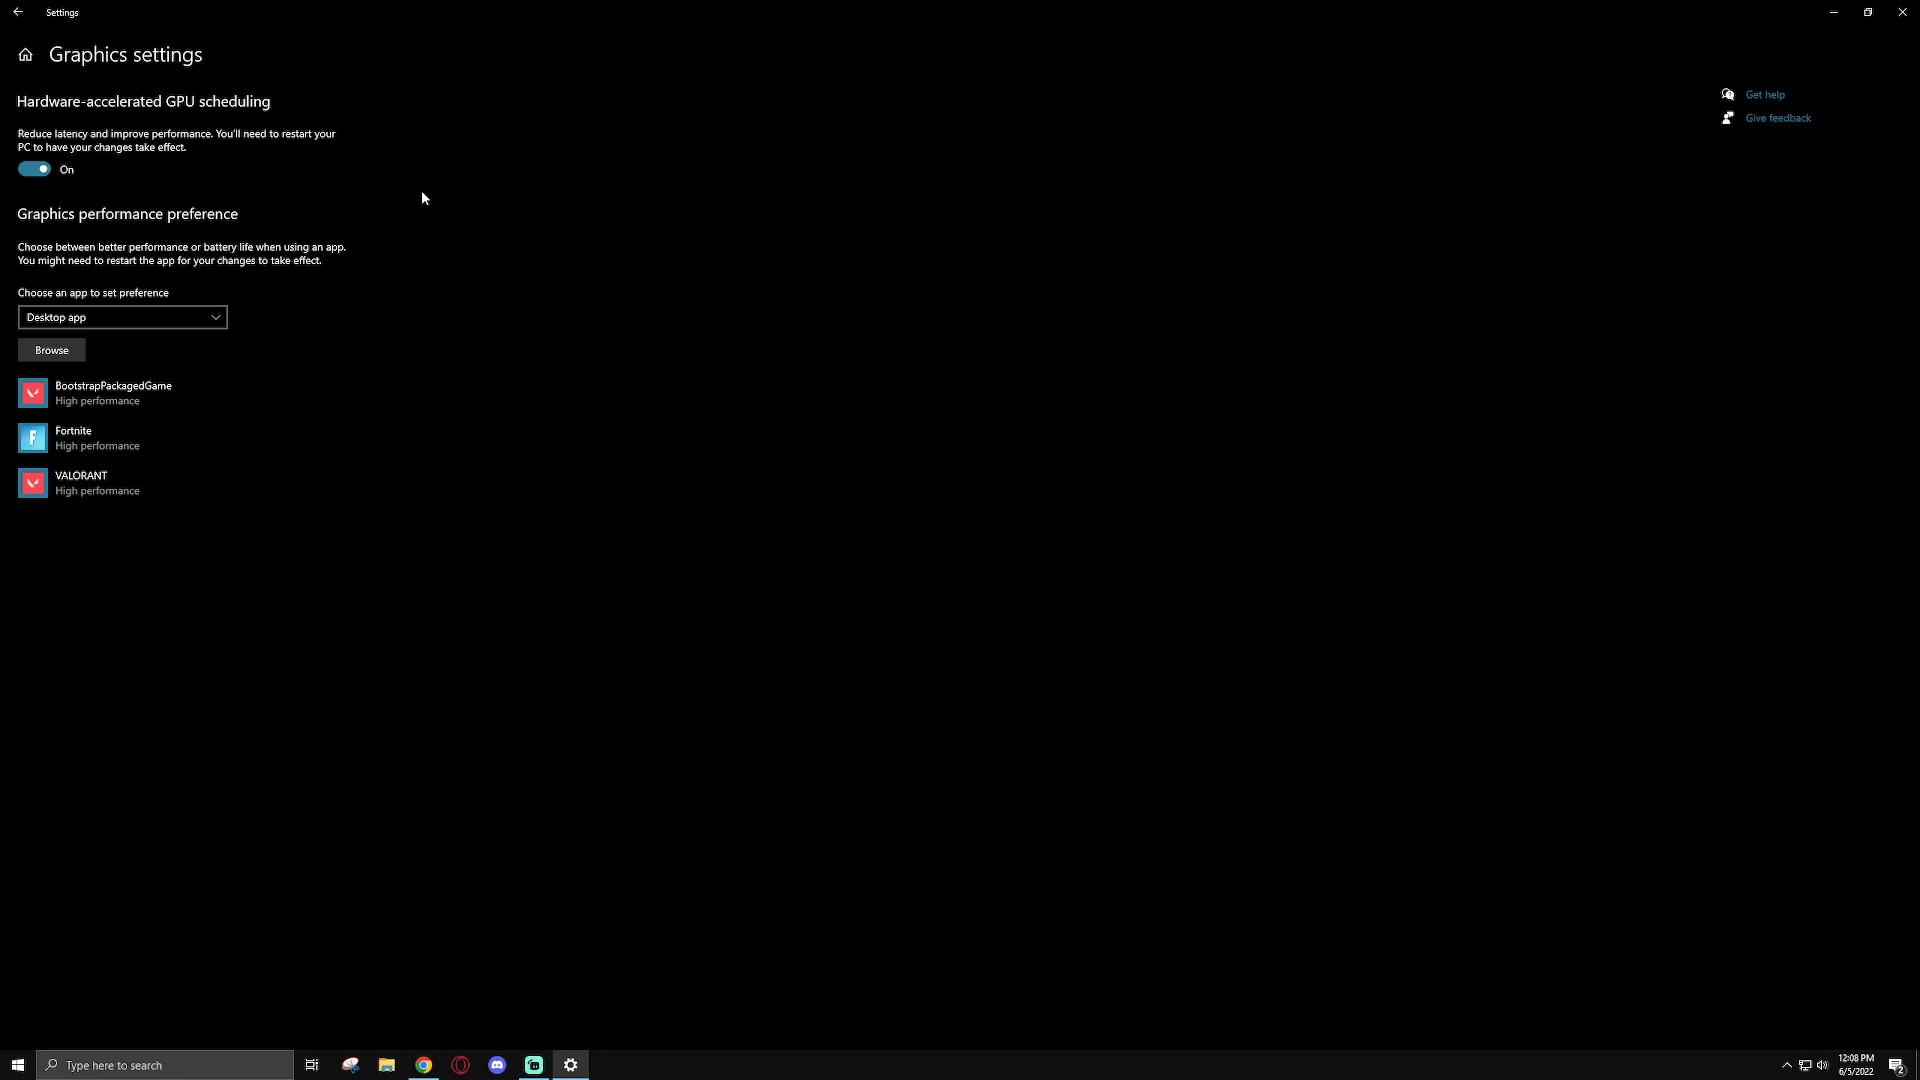 Settings
Graphics settings
Hardware-accelerated GPU scheduling
Reduce latency and improve performance. You'll need to restart your
PC to have your changes take effect.
On
Graphics performance preference
Choose between better performance or battery life when using an app.
You might need to restart the app for your changes to take effect.
Choose an app to set preference
Desktop app
Browse
BootstrapPackagedGame
High performance
F
Fortnite
High performance
VALORANT
High performance
Get help
Give feedback
Type here to search
12:08 PM
6/5/2022
2